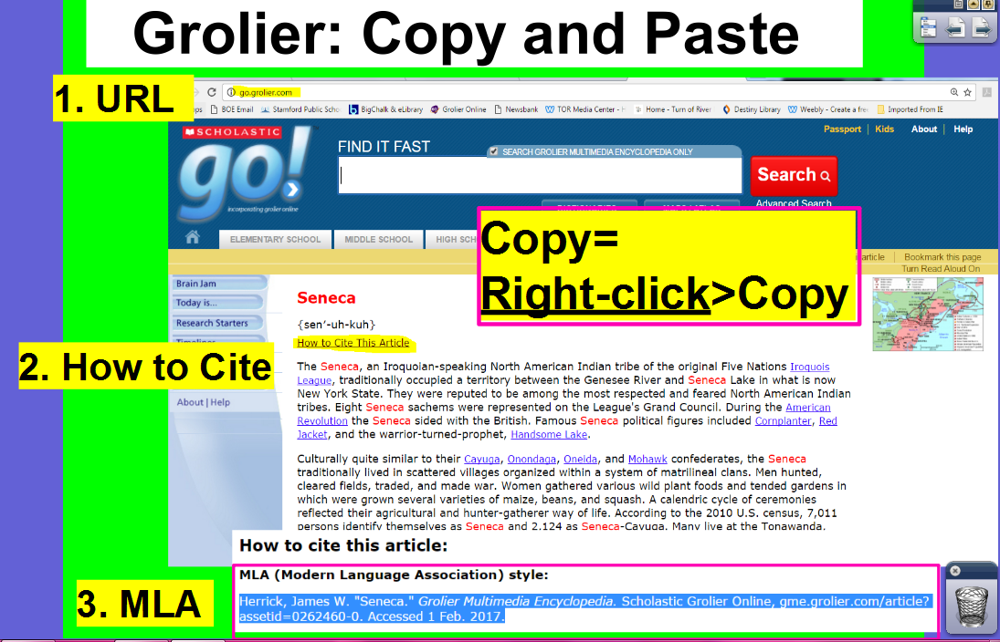 Grolier: Copy and Paste
1. URL
go.grolier.com
BOE Email
Stamford Public Scho
BigChalk & eLibrary
Grolier Online
Newsbank
TOR Media Center - H
Home - Turn of River
Destiny Library
Weebly - Create a free
Imported From IE
SCHOLASTIC
go!
incorporating grolier online
FIND IT FAST
SEARCH GROLIER MULTIMEDIA ENCYCLOPEDIA ONLY
Search
Advanced Search
Passport | Kids About | Help
ELEMENTARY SCHOOL
MIDDLE SCHOOL
HIGH SCH
Copy=
Right-click>Copy
article | Bookmark this page
Turn Read Aloud On
Brain Jam
Today is...
Research Starters
Timelines
2. How to Cite
About | Help
Seneca
{sen′-uh-kuh}
How to Cite This Article
The Seneca, an Iroquoian-speaking North American Indian tribe of the original Five Nations Iroquois
League, traditionally occupied a territory between the Genesee River and Seneca Lake in what is now
New York State. They were reputed to be among the most respected and feared North American Indian
tribes. Eight Seneca sachems were represented on the League's Grand Council. During the American
Revolution the Seneca sided with the British. Famous Seneca political figures included Cornplanter, Red
Jacket, and the warrior-turned-prophet, Handsome Lake.
Culturally quite similar to their Cayuga, Onondaga, Oneida, and Mohawk confederates, the Seneca
traditionally lived in scattered villages organized within a system of matrilineal clans. Men hunted,
cleared fields, traded, and made war. Women gathered various wild plant foods and tended gardens in
which were grown several varieties of maize, beans, and squash. A calendric cycle of ceremonies
reflected their agricultural and hunter-gatherer way of life. According to the 2010 U.S. census, 7,011
persons identify themselves as Seneca and 2,124 as Seneca-Cayuga. Many live at the Tonawanda,
How to cite this article:
3. MLA
MLA (Modern Language Association) style:
Herrick, James W. "Seneca." Grolier Multimedia Encyclopedia. Scholastic Grolier Online, gme.grolier.com/article?
assetid=0262460-0. Accessed 1 Feb. 2017.